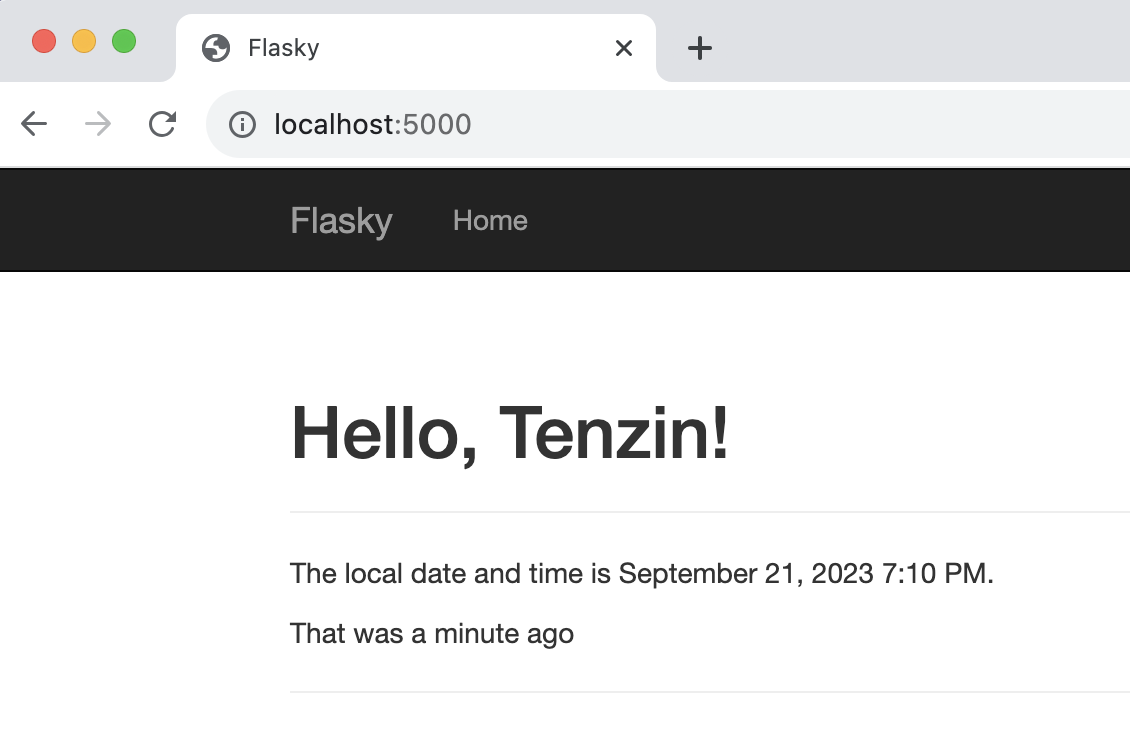 Flasky
localhost:5000
Flasky Home
Hello, Tenzin!
The local date and time is September 21, 2023 7:10 PM.
That was a minute ago